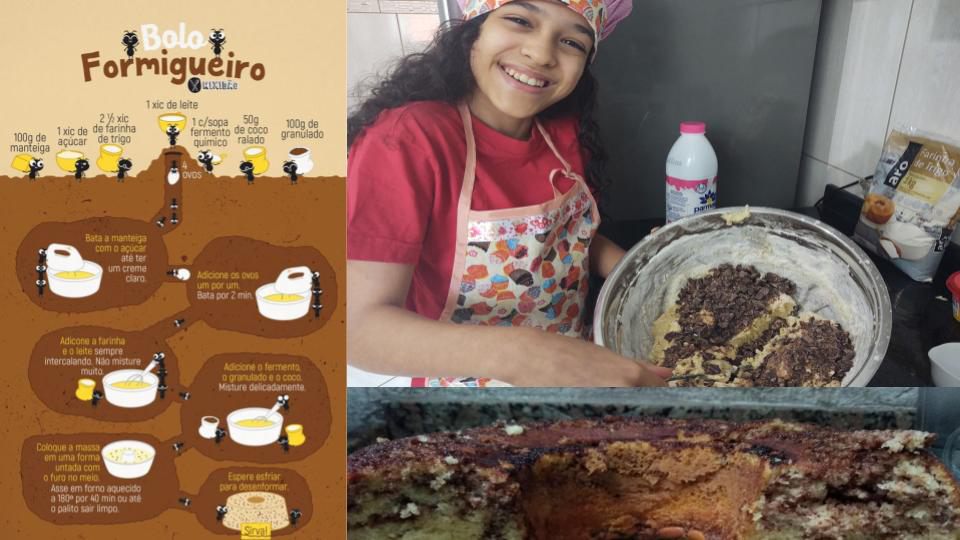 Bolo
Formigueiro
1 xic de leite
100g de
manteiga
1 xic de
açúcar
2 ½ xic
de farinha
de trigo
1 c/sopa
fermento
químico
50g
de coco
ralado
100g de
granulado
4
ovos
Bata a manteiga
com o açúcar
até ter
um creme
claro.
Adicione os ovos
um por um.
Bata por 2 min.
Adicione a farinha
e o leite sempre
intercalando. Não misture
muito.
Adicione o fermento,
o granulado e o coco.
Misture delicadamente.
Coloque a massa
em uma forma
untada com
o furo no meio.
Asse em forno aquecido
a 180º por 40 min ou até
o palito sair limpo.
Espere esfriar
para desenformar.
Sirva!
aro
Farinha
de trigo
aro